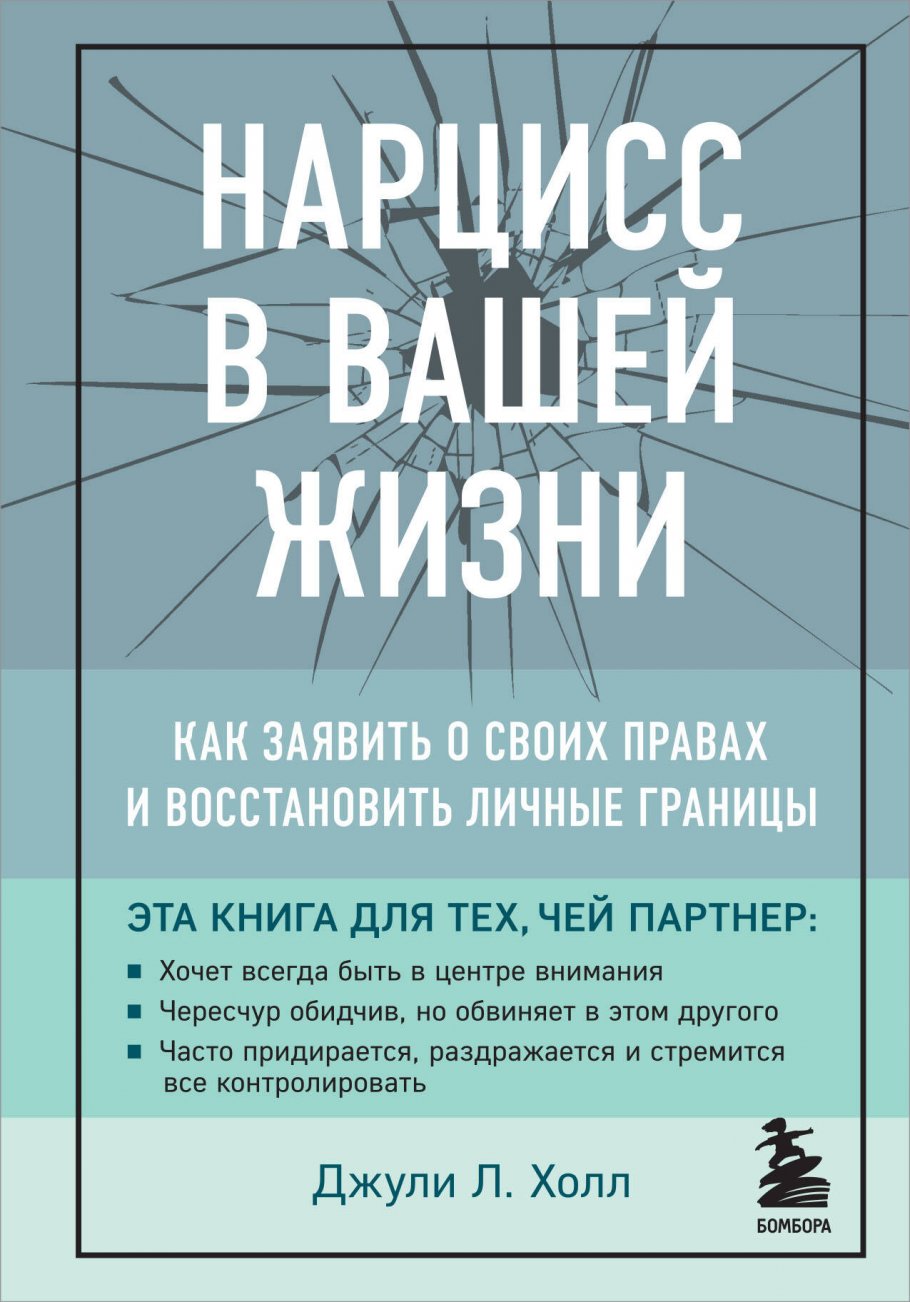 НАРЦИСС
В ВАШЕЙ
ЖИЗНИ
КАК ЗАЯВИТЬ О СВОИХ ПРАВАХ
И ВОССТАНОВИТЬ ЛИЧНЫЕ ГРАНИЦЫ
ЭТА КНИГА ДЛЯ ТЕХ, ЧЕЙ ПАРТНЕР:
▪ Хочет всегда быть в центре внимания
▪ Чересчур обидчив, но обвиняет в этом другого
▪ Часто придирается, раздражается и стремится
все контролировать
Джули Л. Холл
БОМБОРА